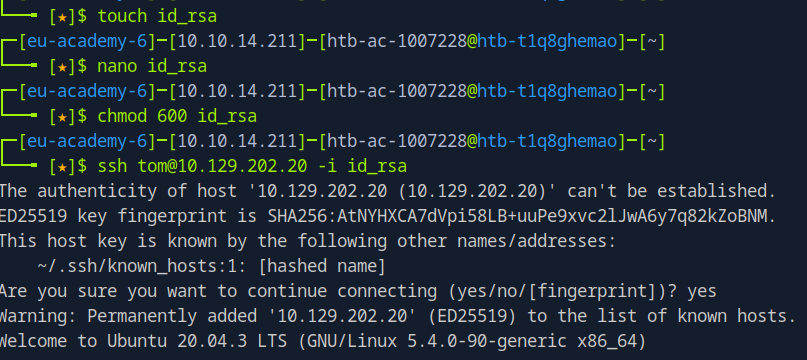 └──╼ [★]$ touch id_rsa
┌─[eu-academy-6]─[10.10.14.211]─[htb-ac-1007228@htb-t1q8ghemao]─[~]
└──╼ [★]$ nano id_rsa
┌─[eu-academy-6]─[10.10.14.211]─[htb-ac-1007228@htb-t1q8ghemao]─[~]
└──╼ [★]$ chmod 600 id_rsa
┌─[eu-academy-6]─[10.10.14.211]─[htb-ac-1007228@htb-t1q8ghemao]─[~]
└──╼ [★]$ ssh tom@10.129.202.20 -i id_rsa
The authenticity of host '10.129.202.20 (10.129.202.20)' can't be established.
ED25519 key fingerprint is SHA256:AtNYHXCA7dVpi58LB+uuPe9xvc2lJwA6y7q82kZoBNM.
This host key is known by the following other names/addresses:
    ~/.ssh/known_hosts:1: [hashed name]
Are you sure you want to continue connecting (yes/no/[fingerprint])? yes
Warning: Permanently added '10.129.202.20' (ED25519) to the list of known hosts.
Welcome to Ubuntu 20.04.3 LTS (GNU/Linux 5.4.0-90-generic x86_64)